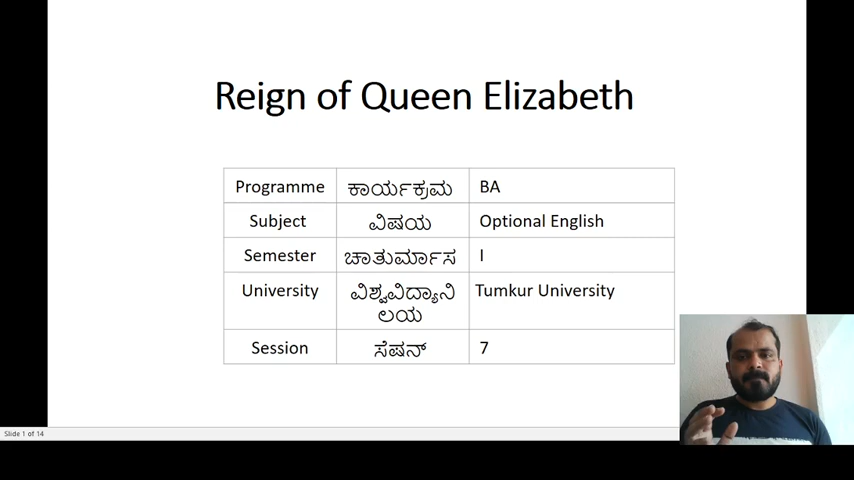 Reign of Queen Elizabeth
Programme ಕಾರ್ಯಕ್ರಮ BA
Subject ವಿಷಯ Optional English
Semester ಚಾತುರ್ಮಾಸ I
University ವಿಶ್ವವಿದ್ಯಾನಿ Tumkur University
ಲಯ
Session ಸೆಷನ್ 7
Slide 1 of 14